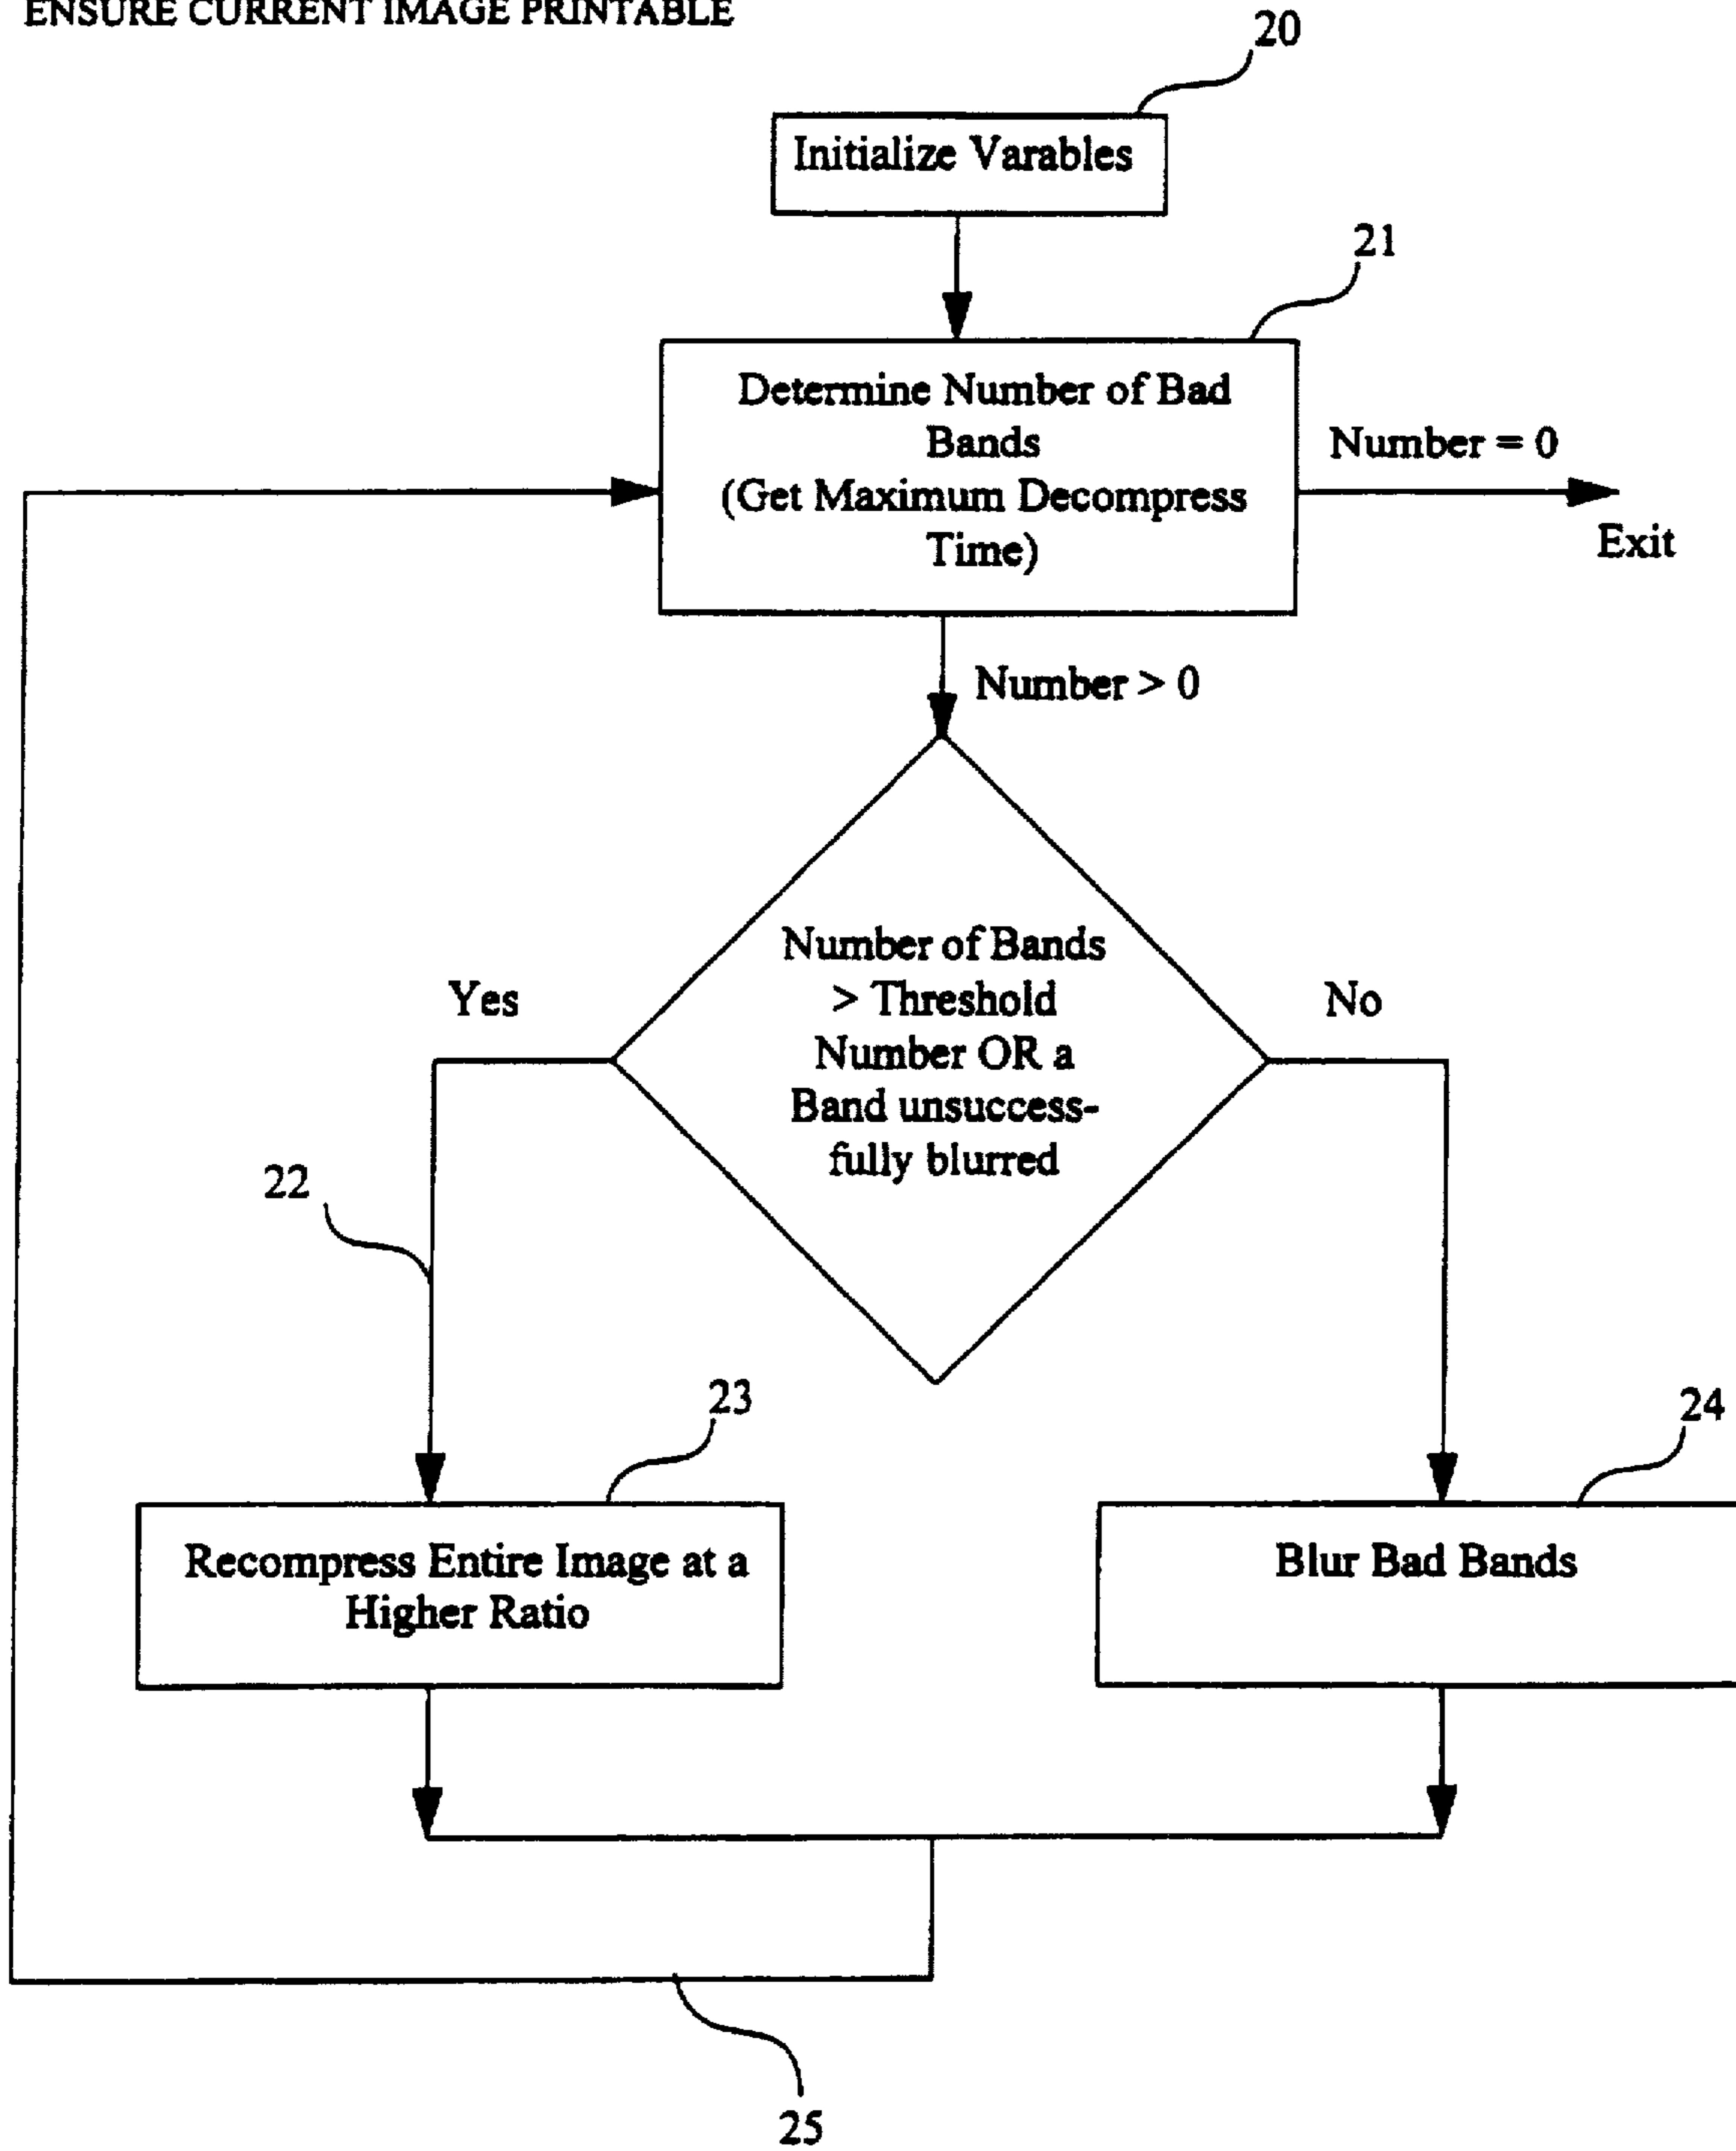 ENSURE CURRENT IMAGE PRINTABLE
20
Initialize Varables
21
Determine Number of Bad
Bands
(Get Maximum Decompress
Time)
Number = 0
Exit
Number > 0
Number of Bands
> Threshold
Number OR a
Band unsuccess-
fully blurred
Yes
No
22
23
24
Recompress Entire Image at a
Higher Ratio
Blur Bad Bands
25